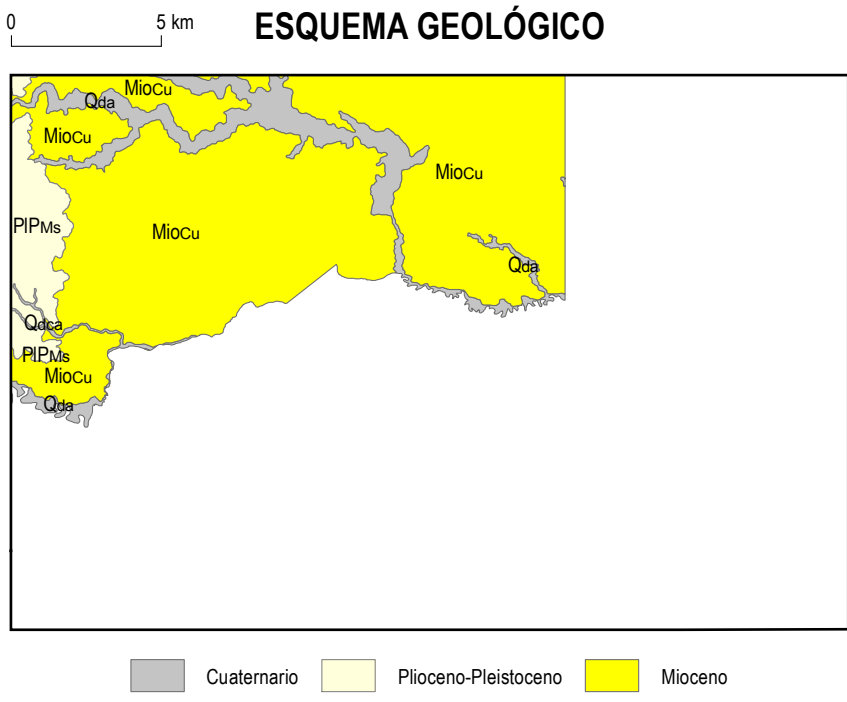 0 5 km
ESQUEMA GEOLÓGICO
MioCu
Qda
MioCu
MioCu
PlPMs
MioCu
Qda
Qdca
PlPMs
MioCu
Qda
Cuaternario Plioceno-Pleistoceno Mioceno